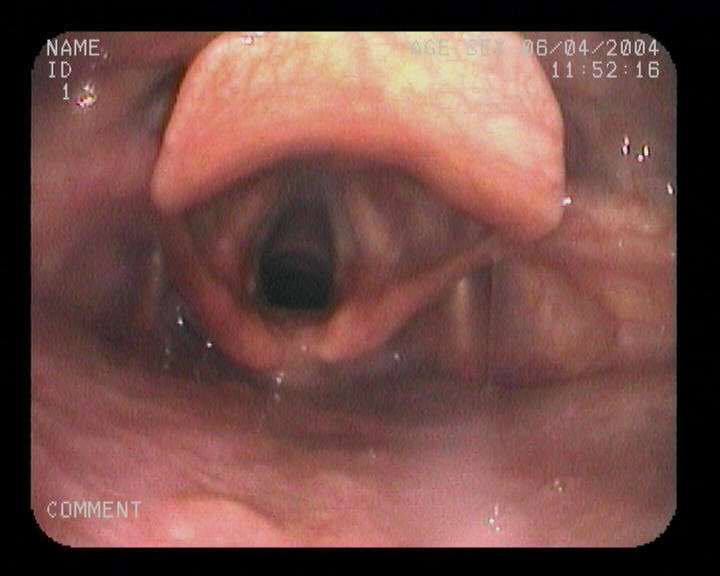 NAME AGE SEX 06/04/2004
ID 11:52:16
1
COMMENT